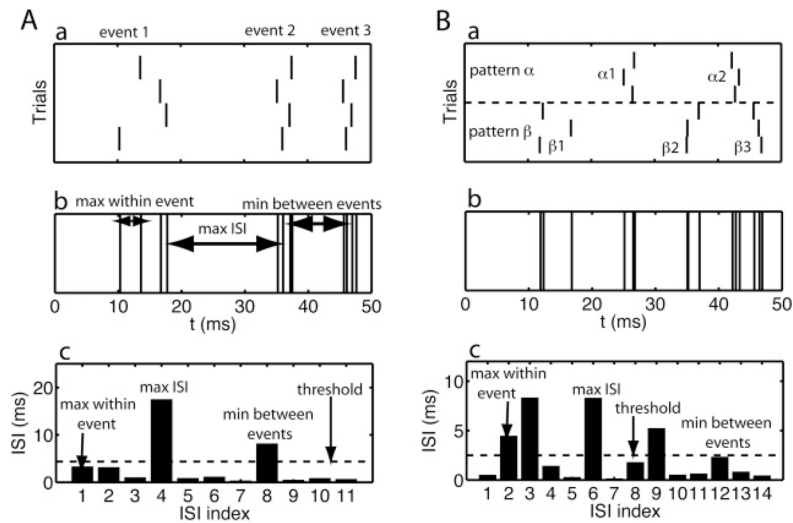 A
a
event 1 event 2 event 3
Trials
b
max within event min between events
max ISI
0 10 20 30 40 50
t (ms)
c
ISI (ms)
20
10
0
max within event
max ISI
min between events
threshold
1 2 3 4 5 6 7 8 9 10 11
ISI index
B
a
Trials
pattern α α1 α2
pattern β β1 β2 β3
b
0 10 20 30 40 50
t (ms)
c
ISI (ms)
10
5
0
max within event
max ISI
threshold
min between events
1 2 3 4 5 6 7 8 9 10 11 12 13 14
ISI index